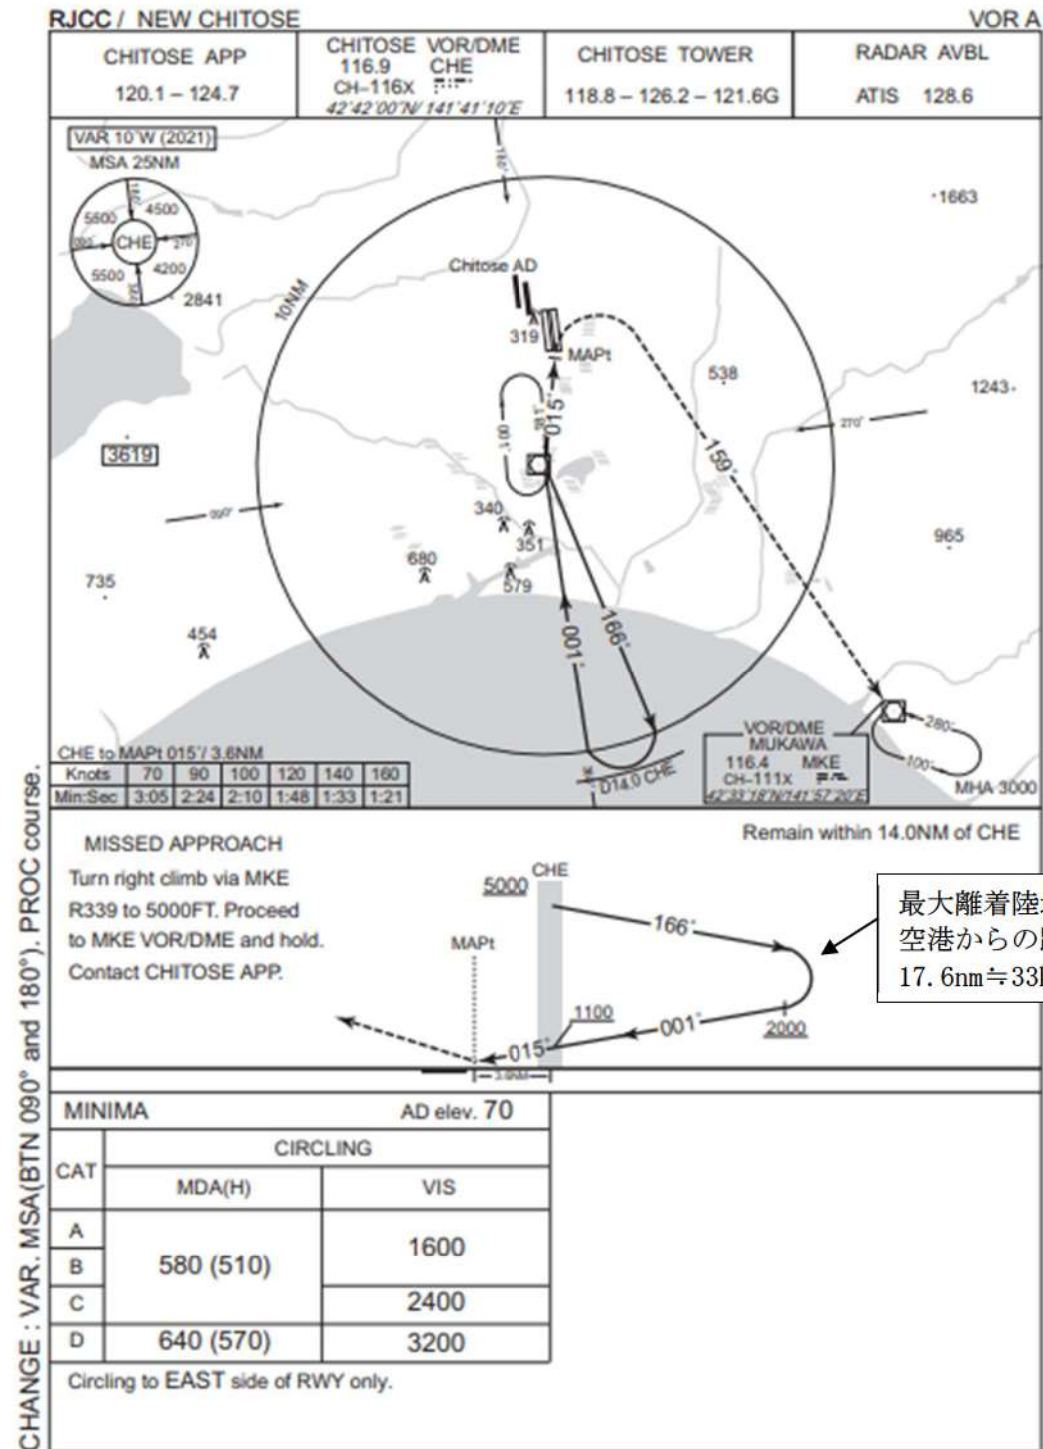 RJCC / NEW CHITOSE
VOR A
CHITOSE APP
120.1 – 124.7
CHITOSE VOR/DME
116.9 CHE
CH–116X
42°42'00"N/ 141°41'10"E
CHITOSE TOWER
118.8 – 126.2 – 121.6G
RADAR AVBL
ATIS 128.6
VAR 10°W (2021)
MSA 25NM
180°
5500
4500
090°
CHE
270°
5500
4200
2841
180°
1663
10NM
Chitose AD
319
MAPt
538
1243
015°
181°
001°
270°
159°
3619
090°
340
351
680
579
965
735
454
001°
166°
CHE to MAPt 015°/ 3.6NM
Knots 70 90 100 120 140 160
Min:Sec 3:05 2:24 2:10 1:48 1:33 1:21
D14.0 CHE
VOR/DME
MUKAWA
116.4 MKE
CH–111X
42°33'18"N/141°57'20"E
280°
100°
MHA 3000
MISSED APPROACH
Turn right climb via MKE
R339 to 5000FT. Proceed
to MKE VOR/DME and hold.
Contact CHITOSE APP.
Remain within 14.0NM of CHE
CHE
5000
166°
MAPt
1100
001°
2000
015°
3.6NM
最大離着陸
空港からの
17.6nm≒33
MINIMA
AD elev. 70
CAT
CIRCLING
MDA(H)
VIS
A
B
580 (510)
1600
C
2400
D
640 (570)
3200
Circling to EAST side of RWY only.
CHANGE : VAR. MSA(BTN 090° and 180°). PROC course.